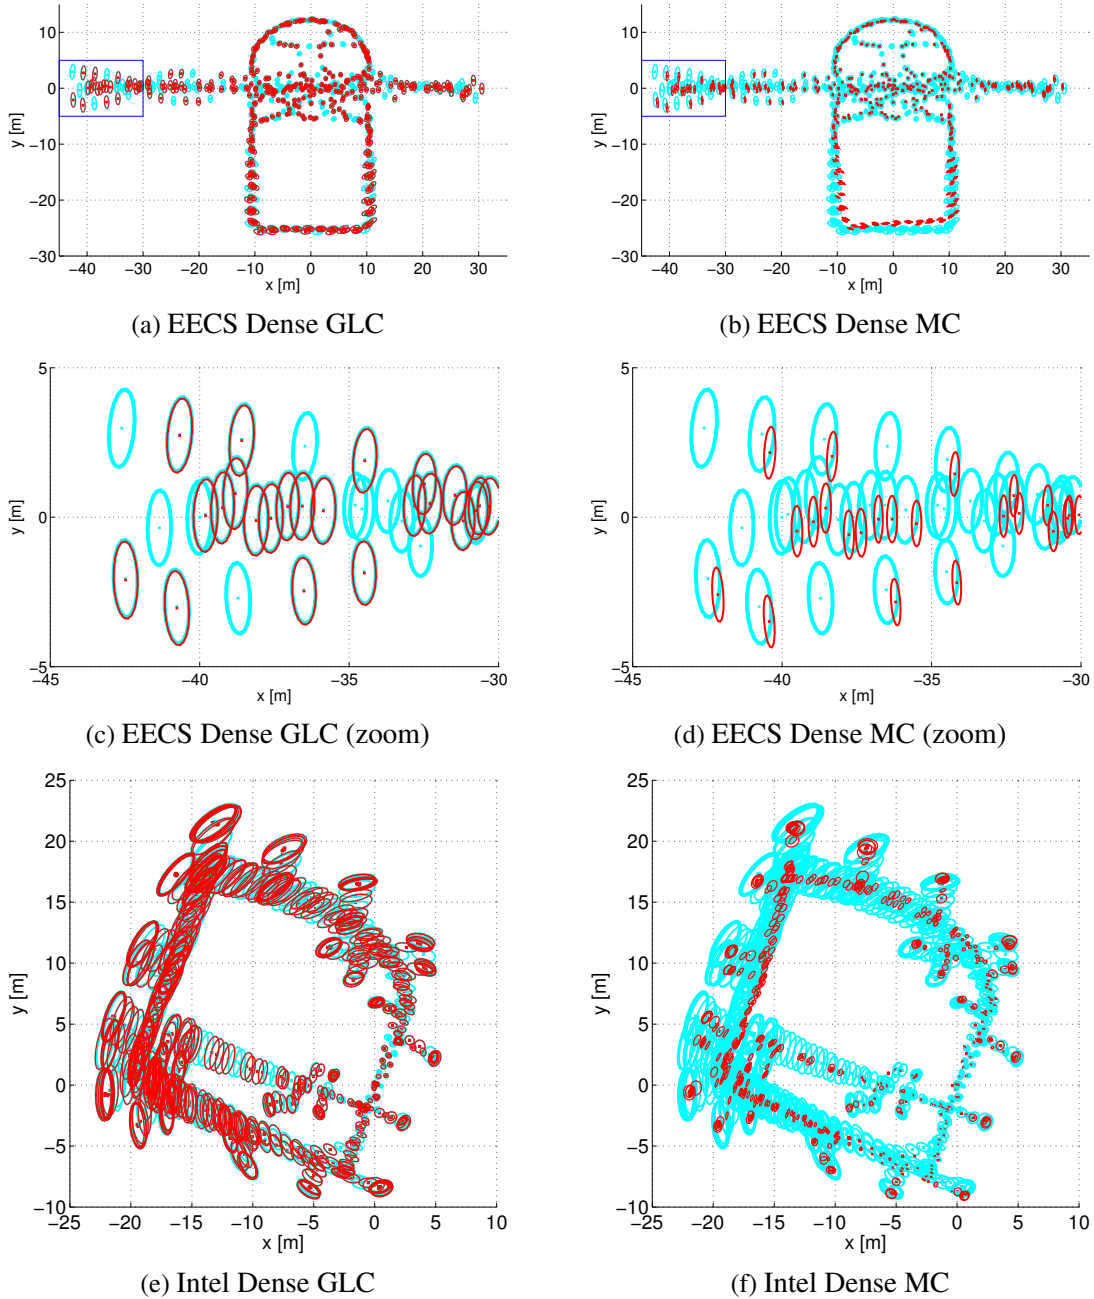 10
0
−10
−20
−30
y [m]
−40 −30 −20 −10 0 10 20 30
x [m]
(a) EECS Dense GLC
10
0
−10
−20
−30
y [m]
−40 −30 −20 −10 0 10 20 30
x [m]
(b) EECS Dense MC
5
0
−5
y [m]
−45 −40 −35 −30
x [m]
(c) EECS Dense GLC (zoom)
5
0
−5
y [m]
−45 −40 −35 −30
x [m]
(d) EECS Dense MC (zoom)
25
20
15
10
5
0
−5
−10
y [m]
−25 −20 −15 −10 −5 0 5 10
x [m]
(e) Intel Dense GLC
25
20
15
10
5
0
−5
−10
y [m]
−25 −20 −15 −10 −5 0 5 10
x [m]
(f) Intel Dense MC